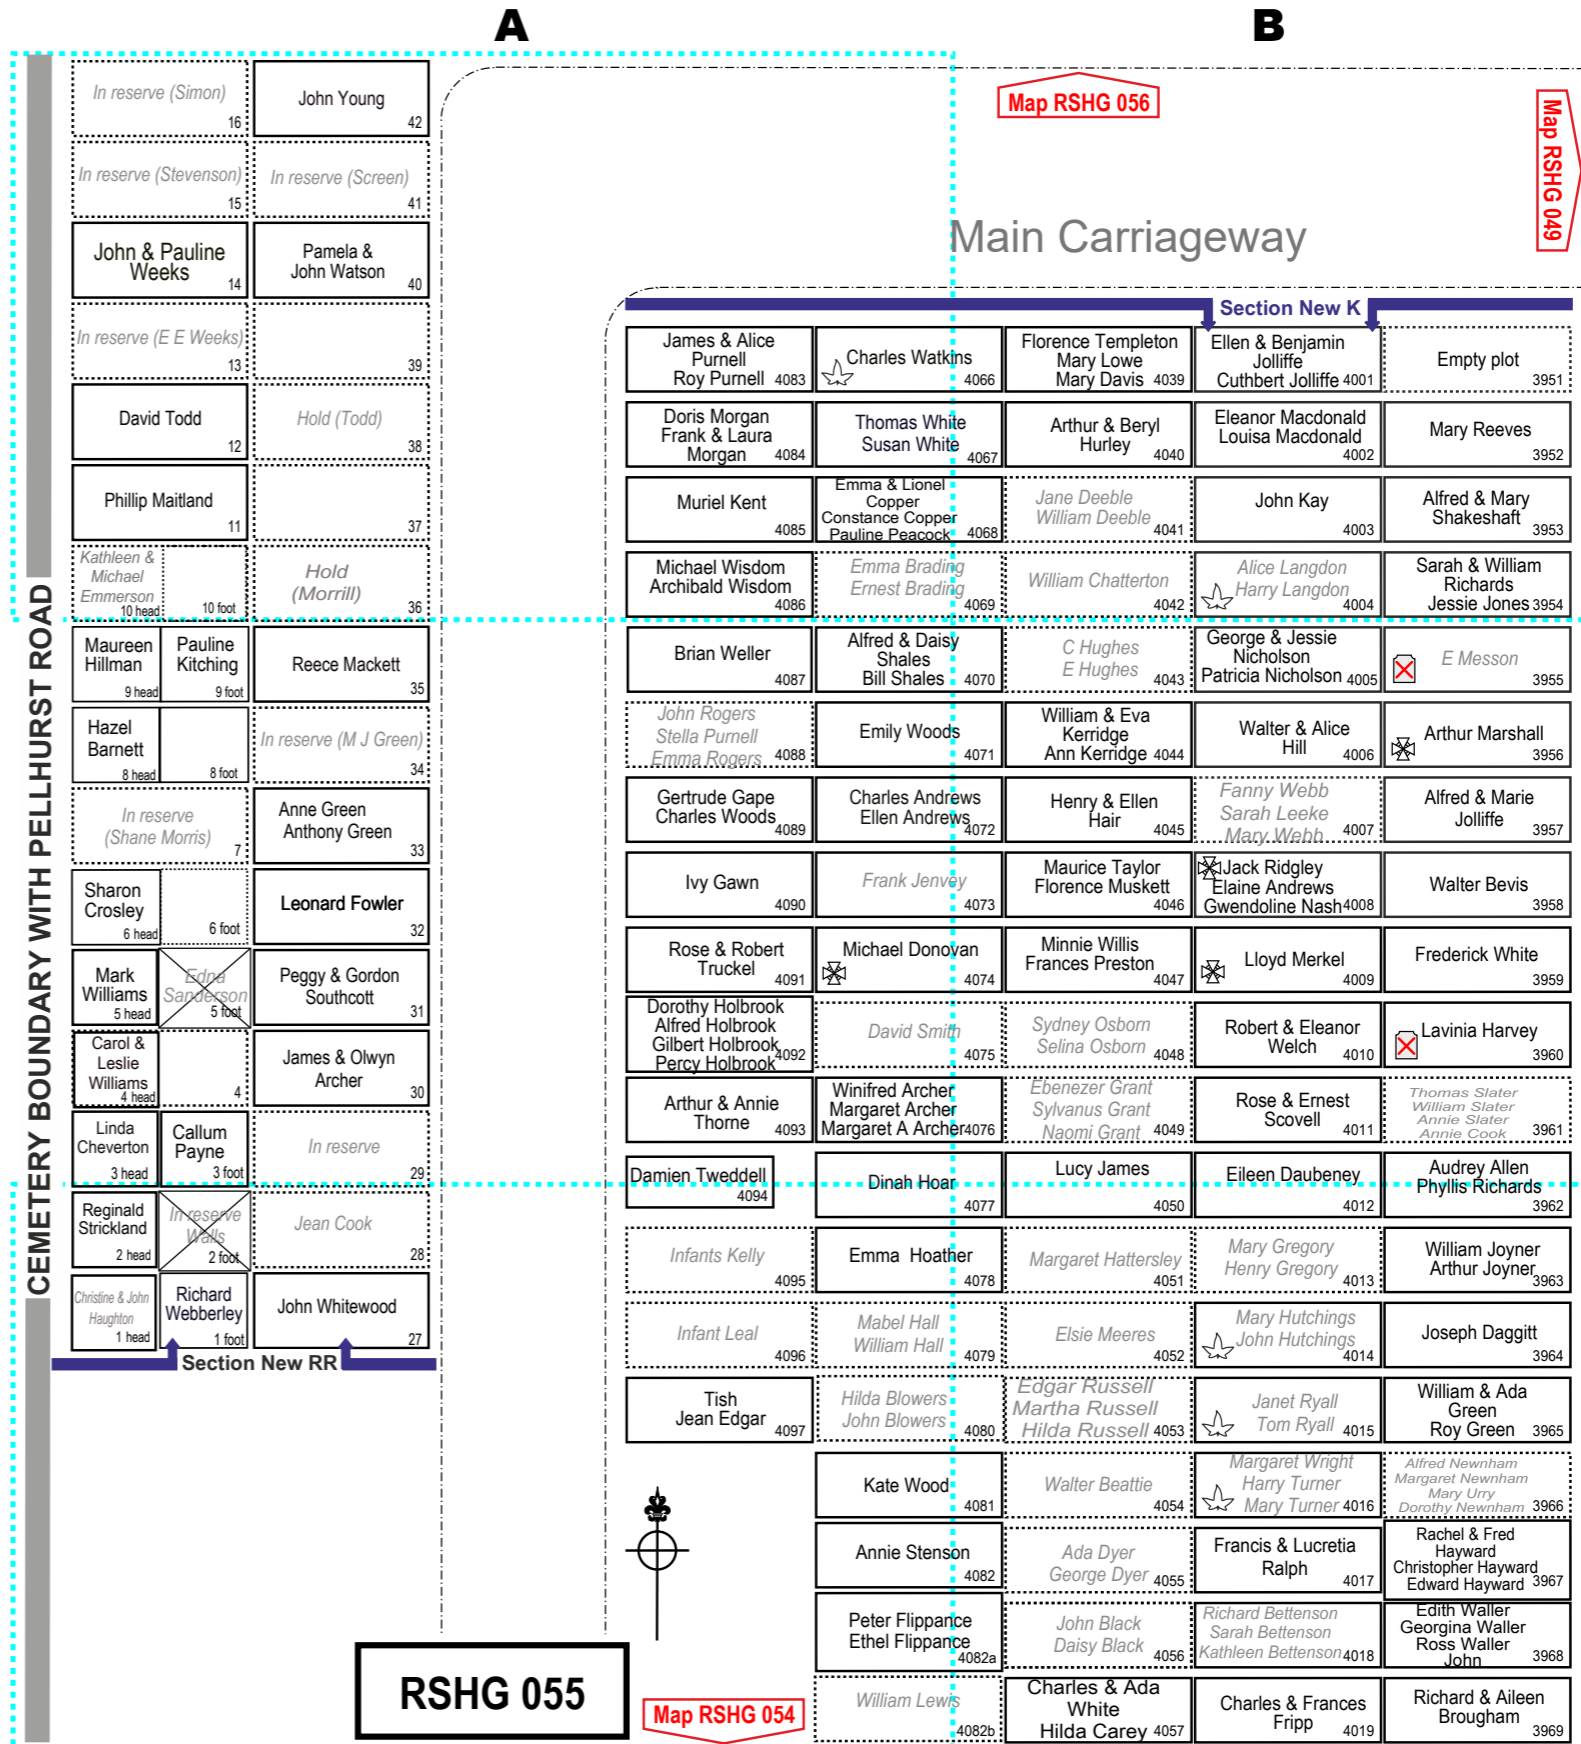 A
B
Map RSHG 056
Map RSHG 049
Main Carriageway
CEMETERY BOUNDARY WITH PELLHURST ROAD
In reserve (Simon)
16
John Young
42
In reserve (Stevenson)
15
In reserve (Screen)
41
John & Pauline
Weeks
14
Pamela &
John Watson
40
In reserve (E E Weeks)
13
39
David Todd
12
Hold (Todd)
38
Phillip Maitland
11
37
Kathleen &
Michael
Emmerson
10 head
10 foot
Hold
(Morrill)
36
Maureen
Hillman
9 head
Pauline
Kitching
9 foot
Reece Mackett
35
Hazel
Barnett
8 head
8 foot
In reserve (M J Green)
34
In reserve
(Shane Morris)
7
Anne Green
Anthony Green
33
Sharon
Crosley
6 head
6 foot
Leonard Fowler
32
Mark
Williams
5 head
Edna
Sanderson
5 foot
Peggy & Gordon
Southcott
31
Carol &
Leslie
Williams
4 head
4
James & Olwyn
Archer
30
Linda
Cheverton
3 head
Callum
Payne
3 foot
In reserve
29
Reginald
Strickland
2 head
In reserve
Walls
2 foot
Jean Cook
28
Christine & John
Haughton
1 head
Richard
Webberley
1 foot
John Whitewood
27
Section New RR
Section New K
James & Alice
Purnell
Roy Purnell 4083
Charles Watkins
4066
Florence Templeton
Mary Lowe
Mary Davis 4039
Ellen & Benjamin
Jolliffe
Cuthbert Jolliffe 4001
Empty plot
3951
Doris Morgan
Frank & Laura
Morgan 4084
Thomas White
Susan White
4067
Arthur & Beryl
Hurley
4040
Eleanor Macdonald
Louisa Macdonald
4002
Mary Reeves
3952
Muriel Kent
4085
Emma & Lionel
Copper
Constance Copper
Pauline Peacock 4068
Jane Deeble
William Deeble
4041
John Kay
4003
Alfred & Mary
Shakeshaft
3953
Michael Wisdom
Archibald Wisdom
4086
Emma Brading
Ernest Brading
4069
William Chatterton
4042
Alice Langdon
Harry Langdon
4004
Sarah & William
Richards
Jessie Jones 3954
Brian Weller
4087
Alfred & Daisy
Shales
Bill Shales 4070
C Hughes
E Hughes
4043
George & Jessie
Nicholson
Patricia Nicholson 4005
E Messon
3955
John Rogers
Stella Purnell
Emma Rogers 4088
Emily Woods
4071
William & Eva
Kerridge
Ann Kerridge 4044
Walter & Alice
Hill
4006
Arthur Marshall
3956
Gertrude Gape
Charles Woods
4089
Charles Andrews
Ellen Andrews
4072
Henry & Ellen
Hair
4045
Fanny Webb
Sarah Leeke
Mary Webb 4007
Alfred & Marie
Jolliffe
3957
Ivy Gawn
4090
Frank Jenvey
4073
Maurice Taylor
Florence Muskett
4046
Jack Ridgley
Elaine Andrews
Gwendoline Nash 4008
Walter Bevis
3958
Rose & Robert
Truckel
4091
Michael Donovan
4074
Minnie Willis
Frances Preston
4047
Lloyd Merkel
4009
Frederick White
3959
Dorothy Holbrook
Alfred Holbrook
Gilbert Holbrook
Percy Holbrook 4092
David Smith
4075
Sydney Osborn
Selina Osborn
4048
Robert & Eleanor
Welch
4010
Lavinia Harvey
3960
Arthur & Annie
Thorne
4093
Winifred Archer
Margaret Archer
Margaret A Archer 4076
Ebenezer Grant
Sylvanus Grant
Naomi Grant 4049
Rose & Ernest
Scovell
4011
Thomas Slater
William Slater
Annie Slater
Annie Cook 3961
Damien Tweddell
4094
Dinah Hoar
4077
Lucy James
4050
Eileen Daubeney
4012
Audrey Allen
Phyllis Richards
3962
Infants Kelly
4095
Emma Hoather
4078
Margaret Hattersley
4051
Mary Gregory
Henry Gregory
4013
William Joyner
Arthur Joyner
3963
Infant Leal
4096
Mabel Hall
William Hall
4079
Elsie Meeres
4052
Mary Hutchings
John Hutchings
4014
Joseph Daggitt
3964
Tish
Jean Edgar
4097
Hilda Blowers
John Blowers
4080
Edgar Russell
Martha Russell
Hilda Russell 4053
Janet Ryall
Tom Ryall
4015
William & Ada
Green
Roy Green 3965
Kate Wood
4081
Walter Beattie
4054
Margaret Wright
Harry Turner
Mary Turner 4016
Alfred Newnham
Margaret Newnham
Mary Urry
Dorothy Newnham 3966
Annie Stenson
4082
Ada Dyer
George Dyer
4055
Francis & Lucretia
Ralph
4017
Rachel & Fred
Hayward
Christopher Hayward
Edward Hayward 3967
Peter Flippance
Ethel Flippance
4082a
John Black
Daisy Black
4056
Richard Bettenson
Sarah Bettenson
Kathleen Bettenson 4018
Edith Waller
Georgina Waller
Ross Waller
John 3968
William Lewis
4082b
Charles & Ada
White
Hilda Carey 4057
Charles & Frances
Fripp
4019
Richard & Aileen
Brougham
3969
RSHG 055
Map RSHG 054